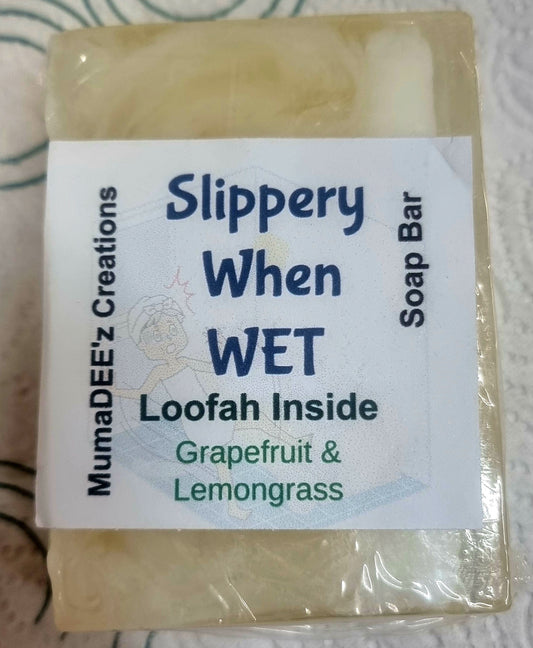 MumaDEE'z Creations
Slippery
When
WET
Loofah Inside
Grapefruit &
Lemongrass
Soap Bar